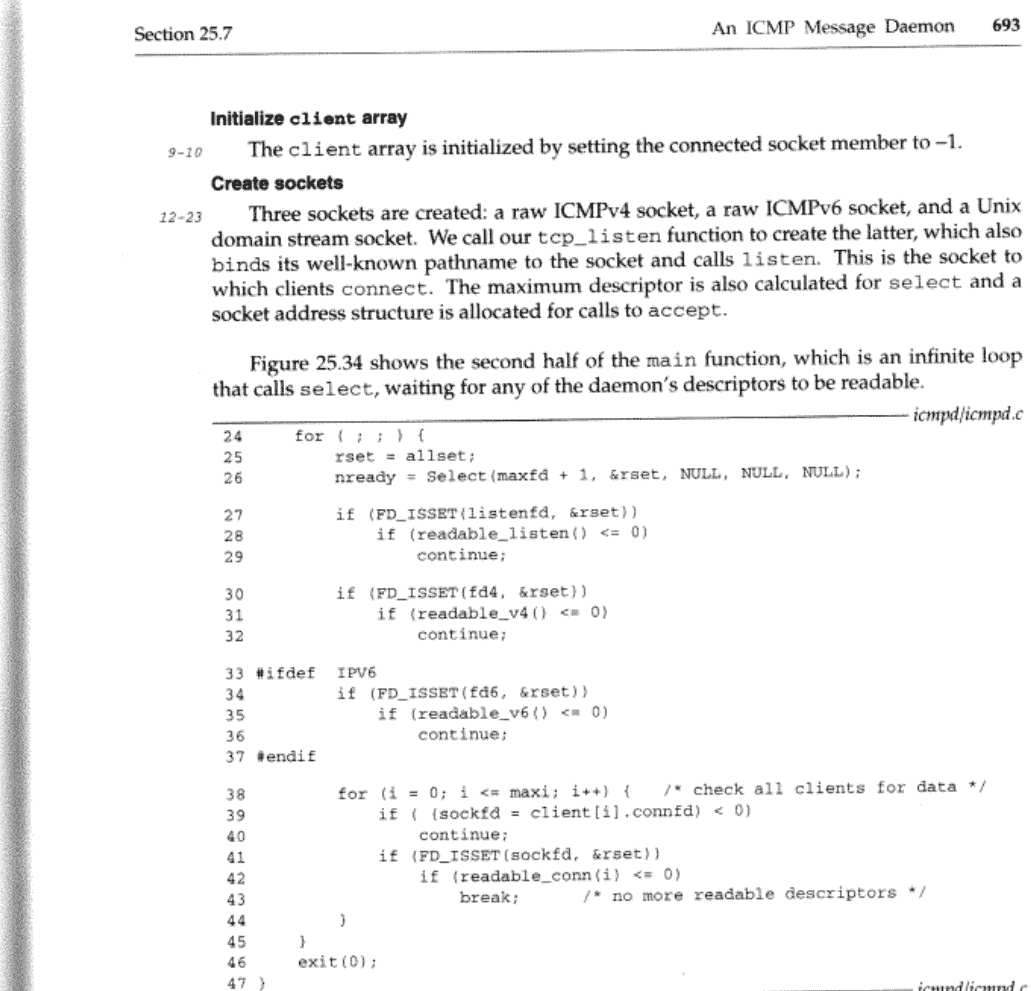 Section 25.7 An ICMP Message Daemon 693
Initialize client array
9-10 The client array is initialized by setting the connected socket member to –1.
Create sockets
12-23 Three sockets are created: a raw ICMPv4 socket, a raw ICMPv6 socket, and a Unix
domain stream socket. We call our tcp_listen function to create the latter, which also
binds its well-known pathname to the socket and calls listen. This is the socket to
which clients connect. The maximum descriptor is also calculated for select and a
socket address structure is allocated for calls to accept.
Figure 25.34 shows the second half of the main function, which is an infinite loop
that calls select, waiting for any of the daemon's descriptors to be readable.
icmpd/icmpd.c
24     for ( ; ; ) {
25         rset = allset;
26         nready = Select(maxfd + 1, &rset, NULL, NULL, NULL);
27         if (FD_ISSET(listenfd, &rset))
28             if (readable_listen() <= 0)
29                 continue;
30         if (FD_ISSET(fd4, &rset))
31             if (readable_v4() <= 0)
32                 continue;
33 #ifdef  IPV6
34         if (FD_ISSET(fd6, &rset))
35             if (readable_v6() <= 0)
36                 continue;
37 #endif
38         for (i = 0; i <= maxi; i++) {   /* check all clients for data */
39             if ( (sockfd = client[i].connfd) < 0)
40                 continue;
41             if (FD_ISSET(sockfd, &rset))
42                 if (readable_conn(i) <= 0)
43                     break;      /* no more readable descriptors */
44         }
45     }
46     exit(0);
47 }
icmpd/icmpd.c